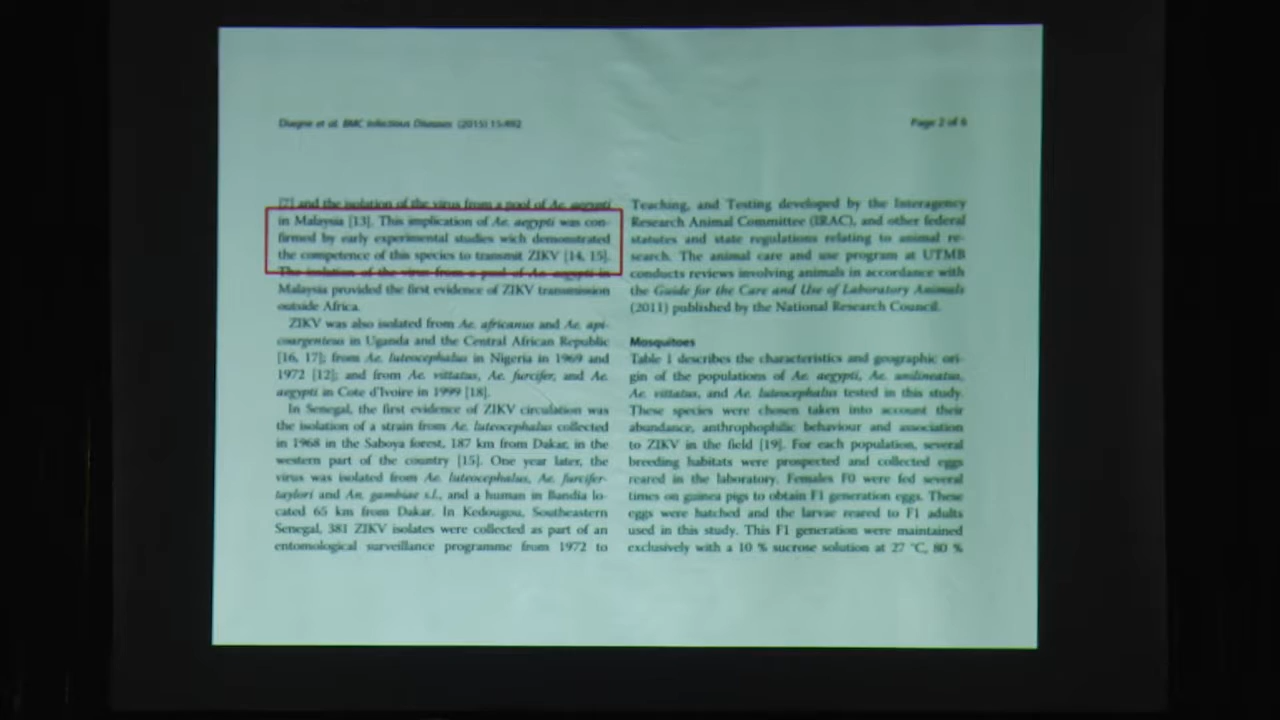 Diagne et al. BMC Infectious Diseases (2015) 15:492
Page 2 of 6
[7] and the isolation of the virus from a pool of Ae. aegypti
in Malaysia [13]. This implication of Ae. aegypti was con-
firmed by early experimental studies wich demonstrated
the competence of this species to transmit ZIKV [14, 15].
The isolation of the virus from a pool of Ae. aegypti in
Malaysia provided the first evidence of ZIKV transmission
outside Africa.
ZIKV was also isolated from Ae. africanus and Ae. api-
coargenteus in Uganda and the Central African Republic
[16, 17]; from Ae. luteocephalus in Nigeria in 1969 and
1972 [12]; and from Ae. vittatus, Ae. furcifer, and Ae.
aegypti in Cote d'Ivoire in 1999 [18].
In Senegal, the first evidence of ZIKV circulation was
the isolation of a strain from Ae. luteocephalus collected
in 1968 in the Saboya forest, 187 km from Dakar, in the
western part of the country [15]. One year later, the
virus was isolated from Ae. luteocephalus, Ae. furcifer-
taylori and An. gambiae s.l., and a human in Bandia lo-
cated 65 km from Dakar. In Kedougou, Southeastern
Senegal, 381 ZIKV isolates were collected as part of an
entomological surveillance programme from 1972 to
Teaching, and Testing developed by the Interagency
Research Animal Committee (IRAC), and other federal
statutes and state regulations relating to animal re-
search. The animal care and use program at UTMB
conducts reviews involving animals in accordance with
the Guide for the Care and Use of Laboratory Animals
(2011) published by the National Research Council.
Mosquitoes
Table 1 describes the characteristics and geographic ori-
gin of the populations of Ae. aegypti, Ae. unilineatus,
Ae. vittatus, and Ae. luteocephalus tested in this study.
These species were chosen taken into account their
abundance, anthropophilic behaviour and association
to ZIKV in the field [19]. For each population, several
breeding habitats were prospected and collected eggs
reared in the laboratory. Females F0 were fed several
times on guinea pigs to obtain F1 generation eggs. These
eggs were hatched and the larvae reared to F1 adults
used in this study. This F1 generation were maintained
exclusively with a 10 % sucrose solution at 27 °C, 80 %